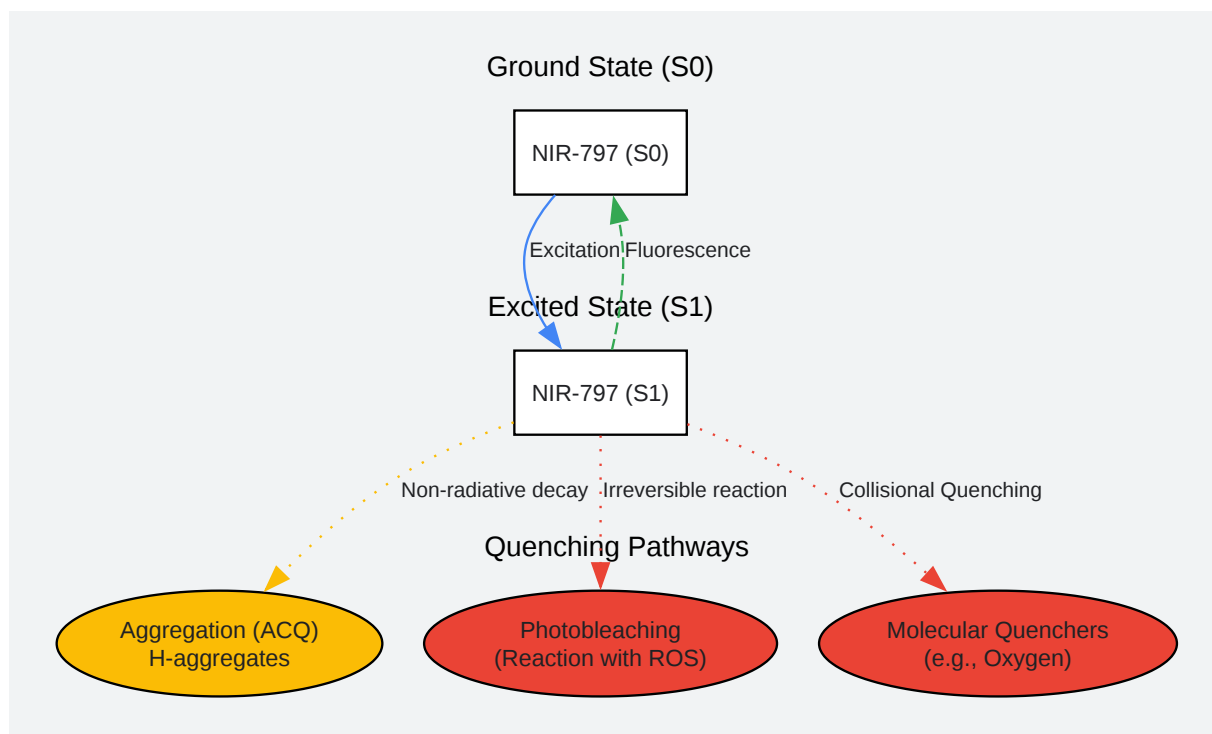 Ground State (S0)
NIR-797 (S0)
Excitation
Fluorescence
Excited State (S1)
NIR-797 (S1)
Non-radiative decay
Irreversible reaction
Collisional Quenching
Quenching Pathways
Aggregation (ACQ)
H-aggregates
Photobleaching
(Reaction with ROS)
Molecular Quenchers
(e.g., Oxygen)